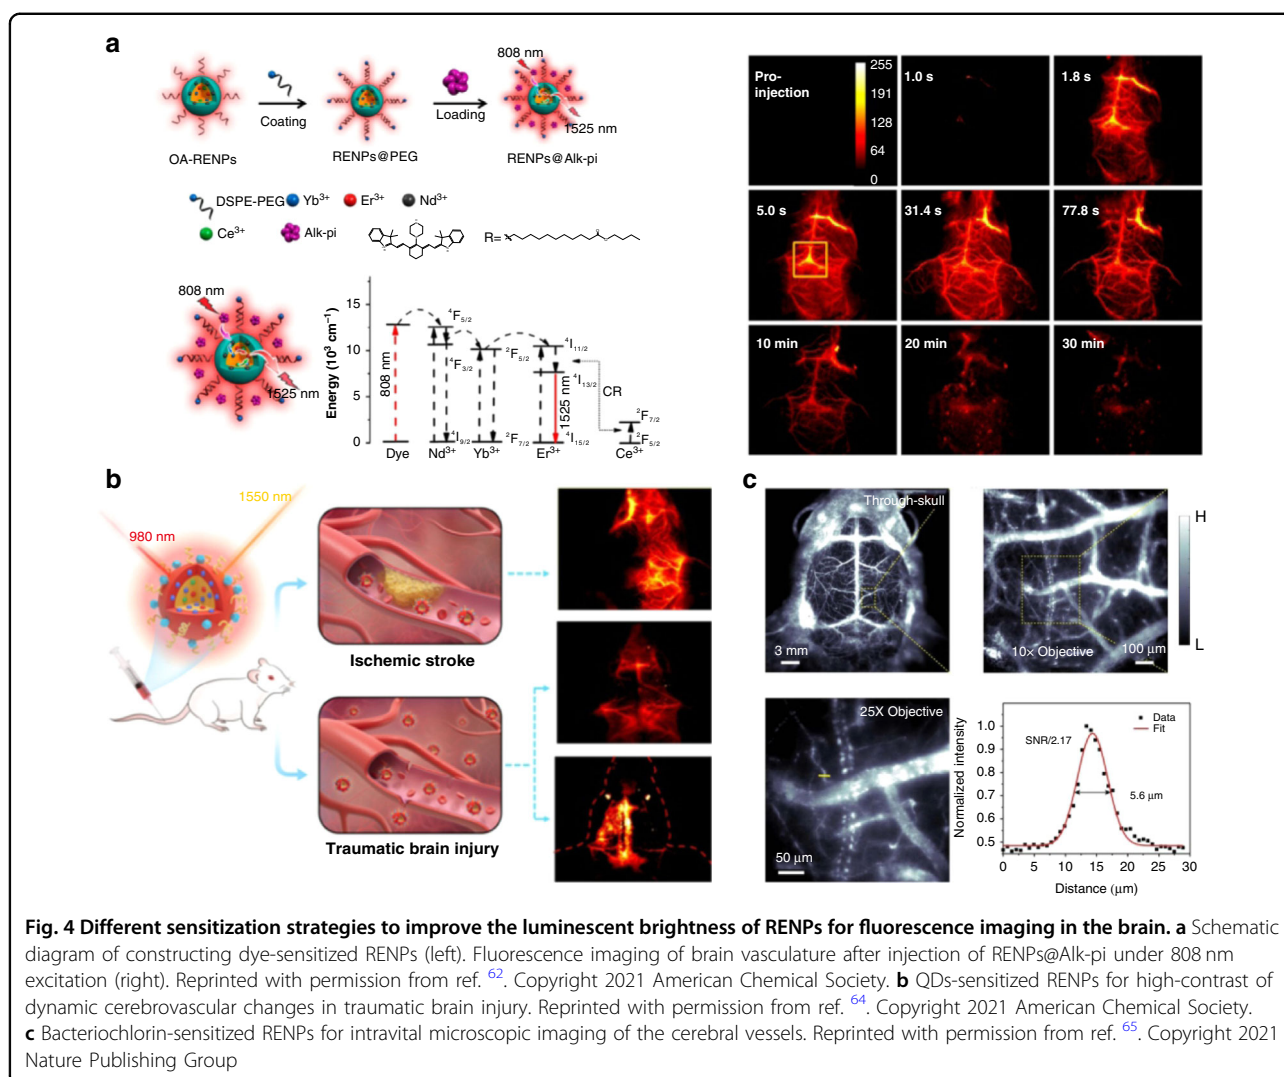 a
808 nm
Coating
Loading
1525 nm
OA-RENPs
RENPs@PEG
RENPs@Alk-pi
DSPE-PEG
Yb³⁺
Er³⁺
Nd³⁺
Ce³⁺
Alk-pi
R=
808 nm
1525 nm
Energy (10³ cm⁻¹)
15
10
5
0
808 nm
⁴F₅/₂
⁴F₃/₂
⁴I₉/₂
²F₅/₂
²F₇/₂
⁴I₁₁/₂
⁴I₁₃/₂
1525 nm
⁴I₁₅/₂
CR
²F₇/₂
²F₅/₂
Dye
Nd³⁺
Yb³⁺
Er³⁺
Ce³⁺
Pro-
injection
255
191
128
64
0
1.0 s
1.8 s
5.0 s
31.4 s
77.8 s
10 min
20 min
30 min
b
1550 nm
980 nm
Ischemic stroke
Traumatic brain injury
c
Through-skull
3 mm
10× Objective
100 μm
H
L
25X Objective
50 μm
Normalized intensity
1.0
0.9
0.8
0.7
0.6
0.5
SNR/2.17
Data
Fit
5.6 μm
0 5 10 15 20 25 30
Distance (μm)
Fig. 4 Different sensitization strategies to improve the luminescent brightness of RENPs for fluorescence imaging in the brain. a Schematic
diagram of constructing dye-sensitized RENPs (left). Fluorescence imaging of brain vasculature after injection of RENPs@Alk-pi under 808 nm
excitation (right). Reprinted with permission from ref. 62. Copyright 2021 American Chemical Society. b QDs-sensitized RENPs for high-contrast of
dynamic cerebrovascular changes in traumatic brain injury. Reprinted with permission from ref. 64. Copyright 2021 American Chemical Society.
c Bacteriochlorin-sensitized RENPs for intravital microscopic imaging of the cerebral vessels. Reprinted with permission from ref. 65. Copyright 2021
Nature Publishing Group